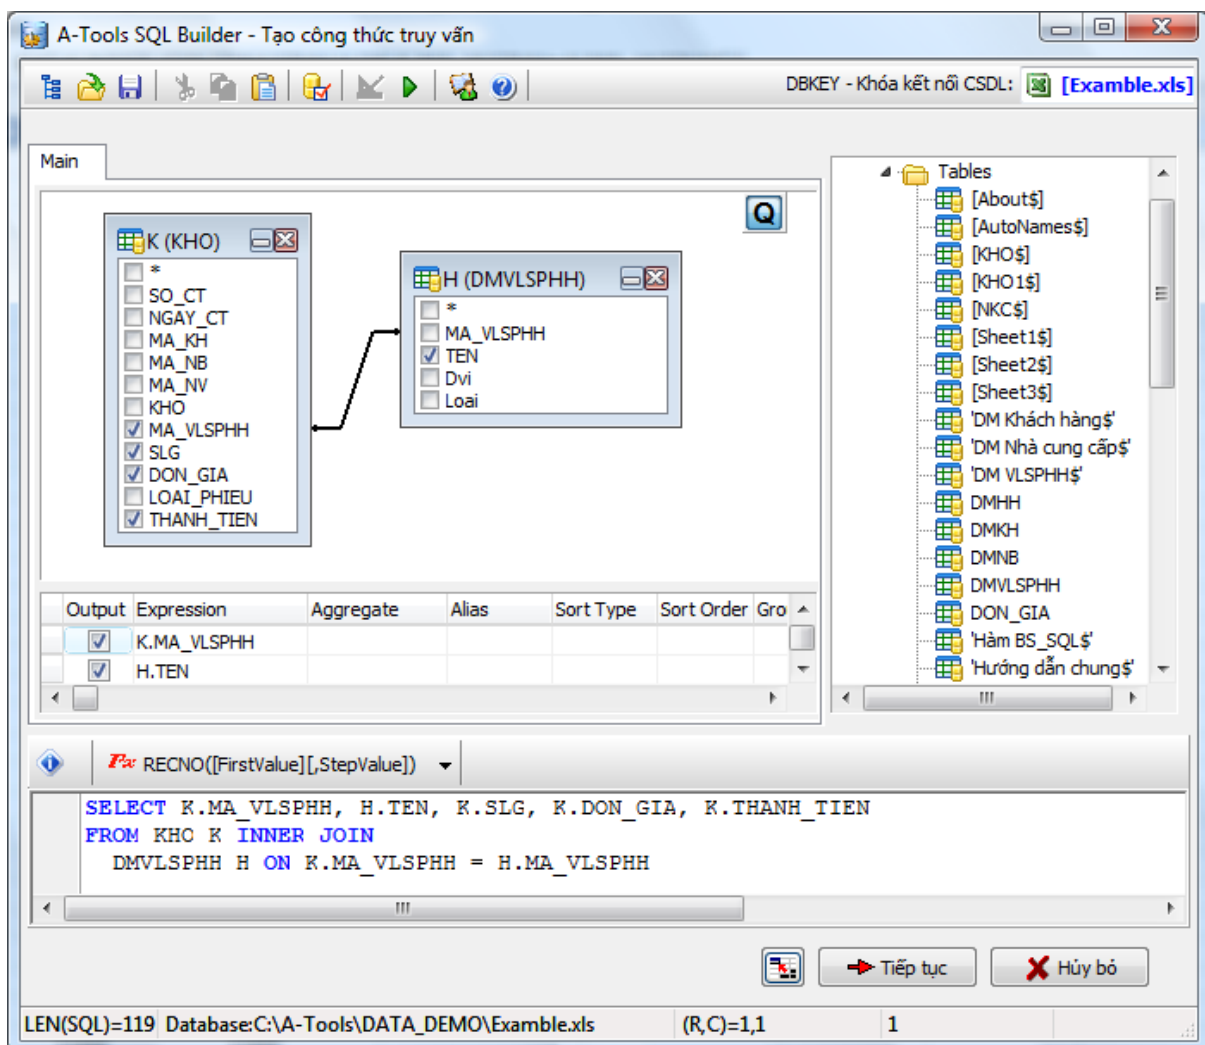 A-Tools SQL Builder - Tạo công thức truy vấn
DBKEY - Khóa kết nối CSDL: [Examble.xls]
Main
Q
K (KHO)
*
SO_CT
NGAY_CT
MA_KH
MA_NB
MA_NV
KHO
MA_VLSPHH
SLG
DON_GIA
LOAI_PHIEU
THANH_TIEN
H (DMVLSPHH)
*
MA_VLSPHH
TEN
Dvi
Loai
Tables
[About$]
[AutoNames$]
[KHO$]
[KHO1$]
[NKC$]
[Sheet1$]
[Sheet2$]
[Sheet3$]
'DM Khách hàng$'
'DM Nhà cung cấp$'
'DM VLSPHH$'
DMHH
DMKH
DMNB
DMVLSPHH
DON_GIA
'Hàm BS_SQL$'
'Hướng dẫn chung$'
Output Expression Aggregate Alias Sort Type Sort Order Gro
K.MA_VLSPHH
H.TEN
Fx RECNO([FirstValue][,StepValue])
SELECT K.MA_VLSPHH, H.TEN, K.SLG, K.DON_GIA, K.THANH_TIEN
FROM KHO K INNER JOIN
DMVLSPHH H ON K.MA_VLSPHH = H.MA_VLSPHH
Tiếp tục
Hủy bỏ
LEN(SQL)=119 Database:C:\A-Tools\DATA_DEMO\Examble.xls (R,C)=1,1 1